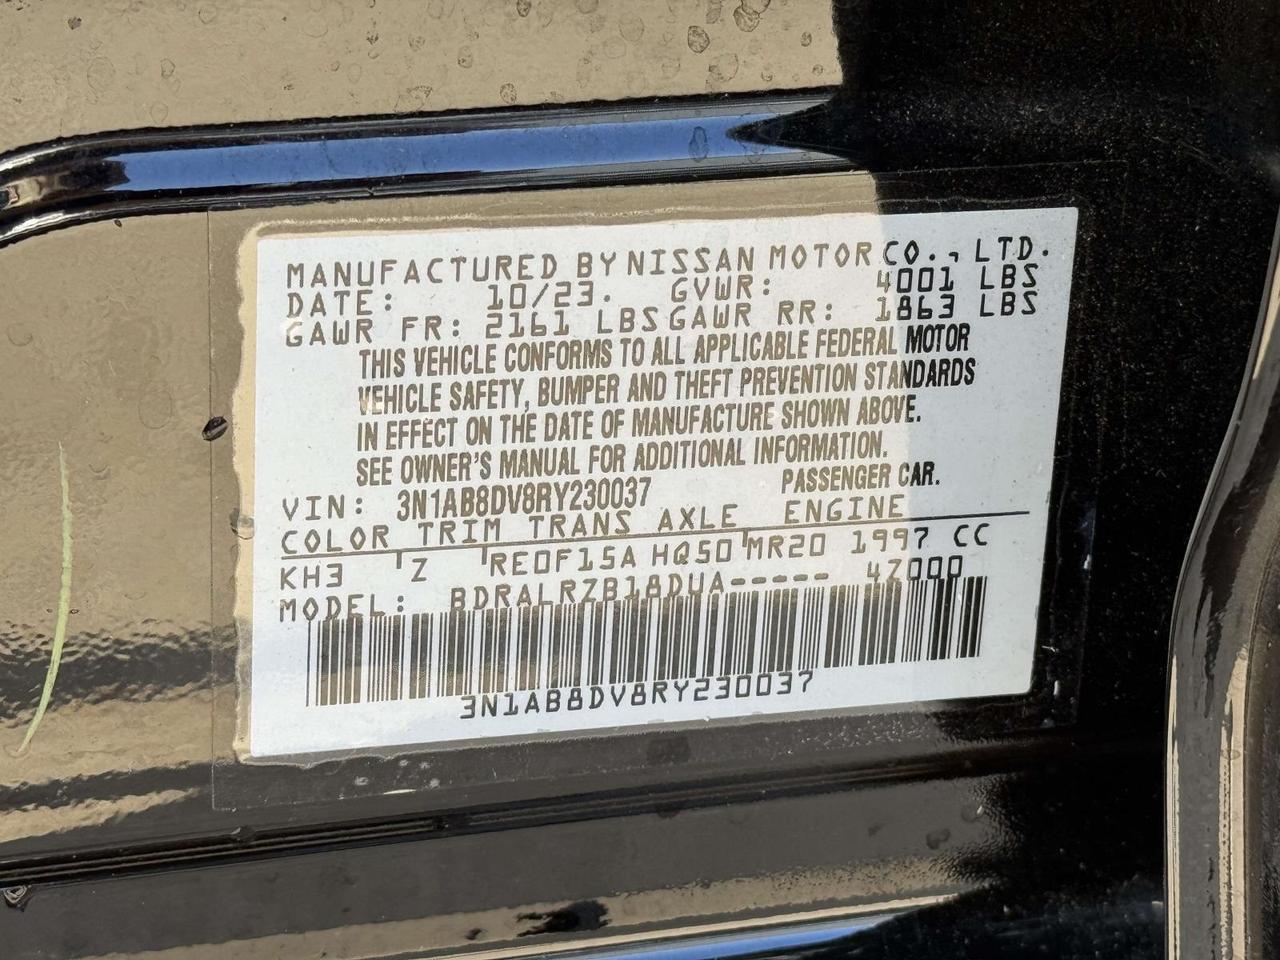 MANUFACTURED BY NISSAN MOTOR CO., LTD.
DATE: 10/23. GVWR: 4001 LBS
GAWR FR: 2161 LBS GAWR RR: 1863 LBS
THIS VEHICLE CONFORMS TO ALL APPLICABLE FEDERAL MOTOR
VEHICLE SAFETY, BUMPER AND THEFT PREVENTION STANDARDS
IN EFFECT ON THE DATE OF MANUFACTURE SHOWN ABOVE.
SEE OWNER'S MANUAL FOR ADDITIONAL INFORMATION.
VIN: 3N1AB8DV8RY230037 PASSENGER CAR.
COLOR TRIM TRANS AXLE ENGINE
KH3 Z RE0F15A HQ50 MR20 1997 CC
MODEL: BDRALRZB18DUA----- 4Z000
3N1AB8DV8RY230037